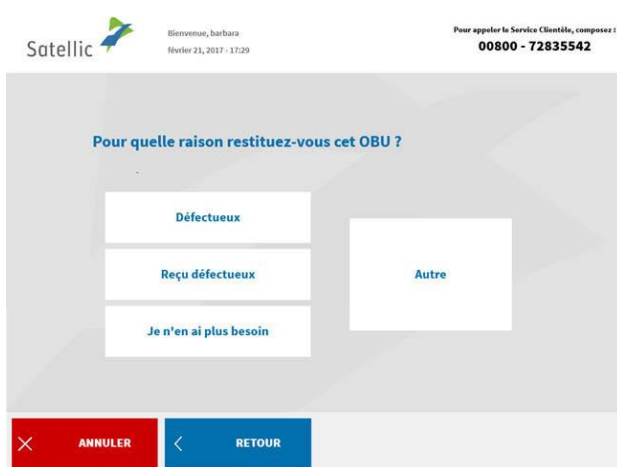 Satellic
Bienvenue, barbara
février 21, 2017 - 17:29
Pour appeler le Service Clientèle, composez :
00800 - 72835542
Pour quelle raison restituez-vous cet OBU ?
Défectueux
Reçu défectueux
Je n'en ai plus besoin
Autre
ANNULER
RETOUR